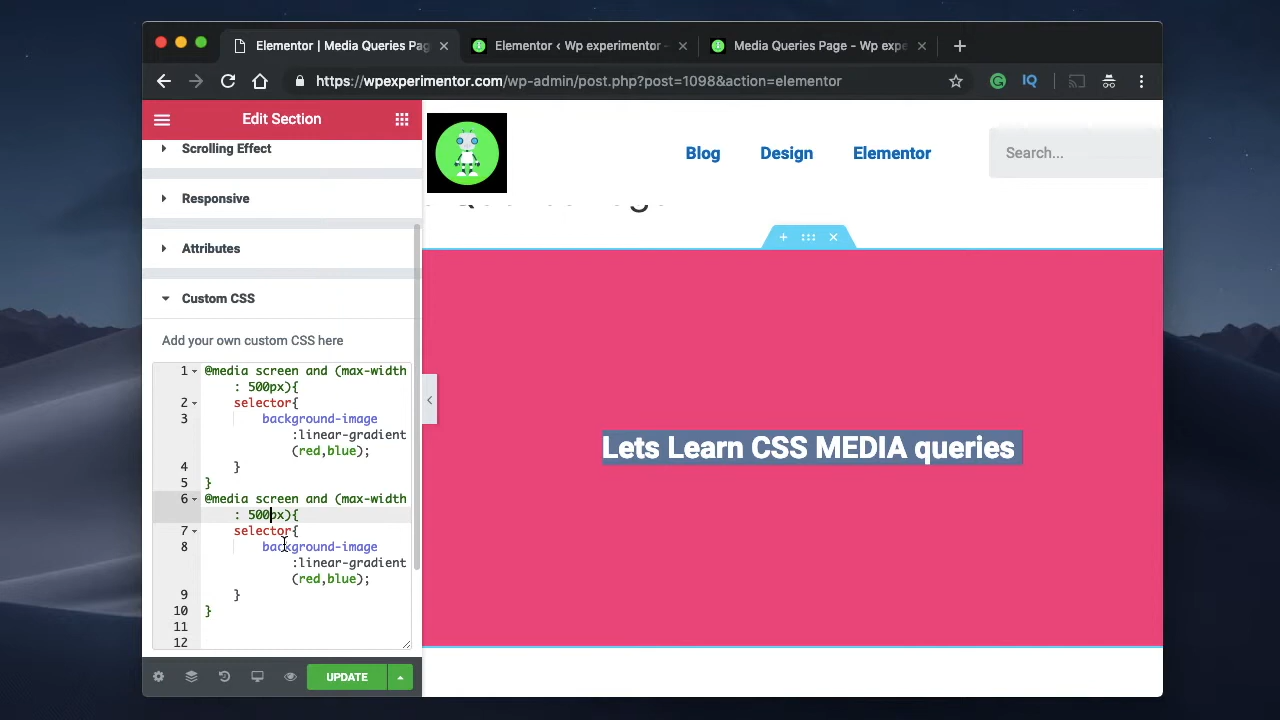 Elementor | Media Queries Pag
Elementor ‹ Wp experimentor -
Media Queries Page - Wp expe
https://wpexperimentor.com/wp-admin/post.php?post=1098&action=elementor
IQ
Edit Section
Scrolling Effect
Responsive
Attributes
Custom CSS
Add your own custom CSS here
1 @media screen and (max-width
: 500px){
2 selector{
3 background-image
:linear-gradient
(red,blue);
4 }
5 }
6 @media screen and (max-width
: 500px){
7 selector{
8 background-image
:linear-gradient
(red,blue);
9 }
10 }
11
12
UPDATE
Blog
Design
Elementor
Search...
Lets Learn CSS MEDIA queries